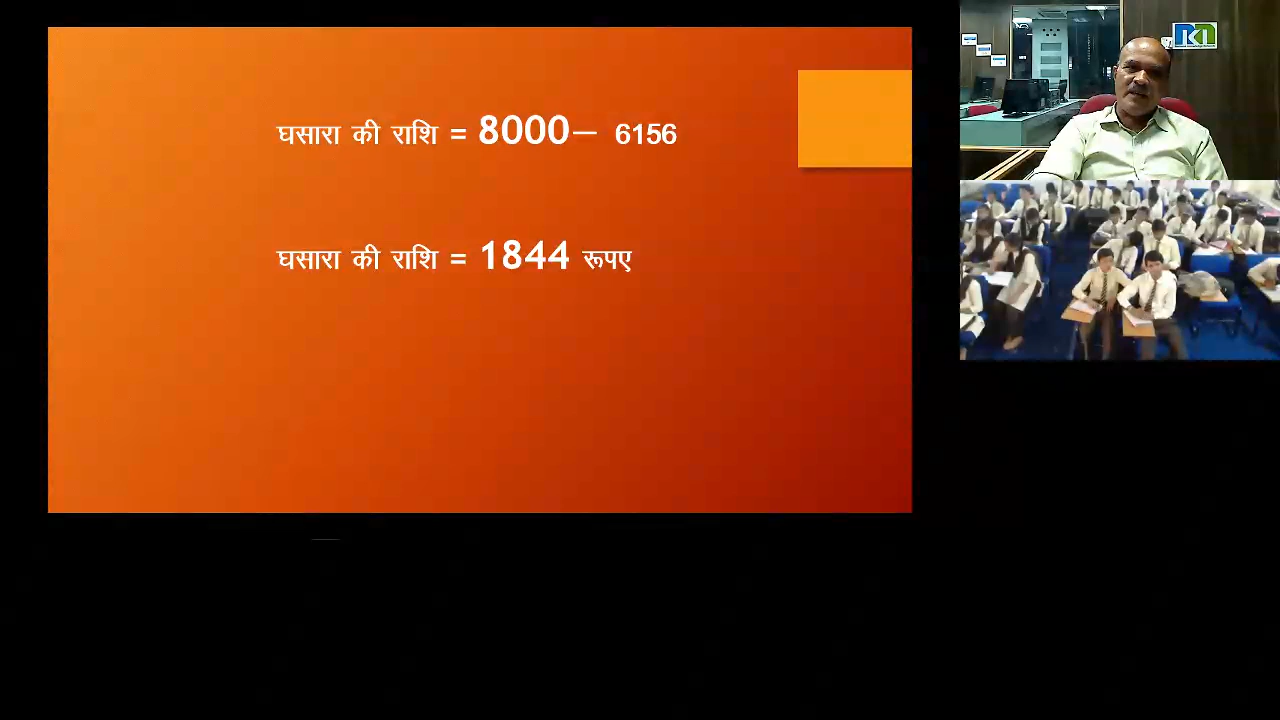 घसारा की राशि = 8000– 6156
घसारा की राशि = 1844 रूपए